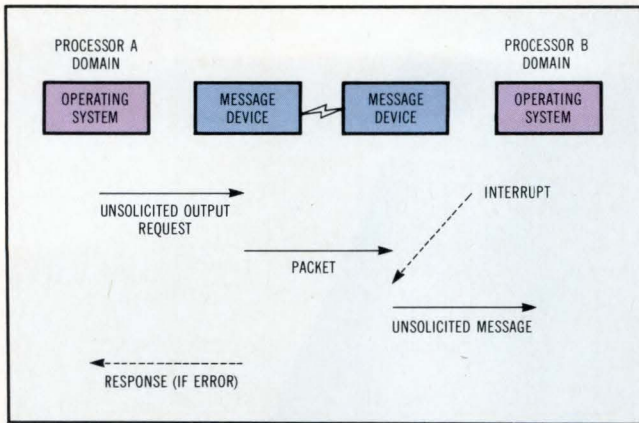 PROCESSOR A
DOMAIN
PROCESSOR B
DOMAIN
OPERATING
SYSTEM
MESSAGE
DEVICE
MESSAGE
DEVICE
OPERATING
SYSTEM
UNSOLICITED OUTPUT
REQUEST
INTERRUPT
PACKET
UNSOLICITED MESSAGE
RESPONSE (IF ERROR)